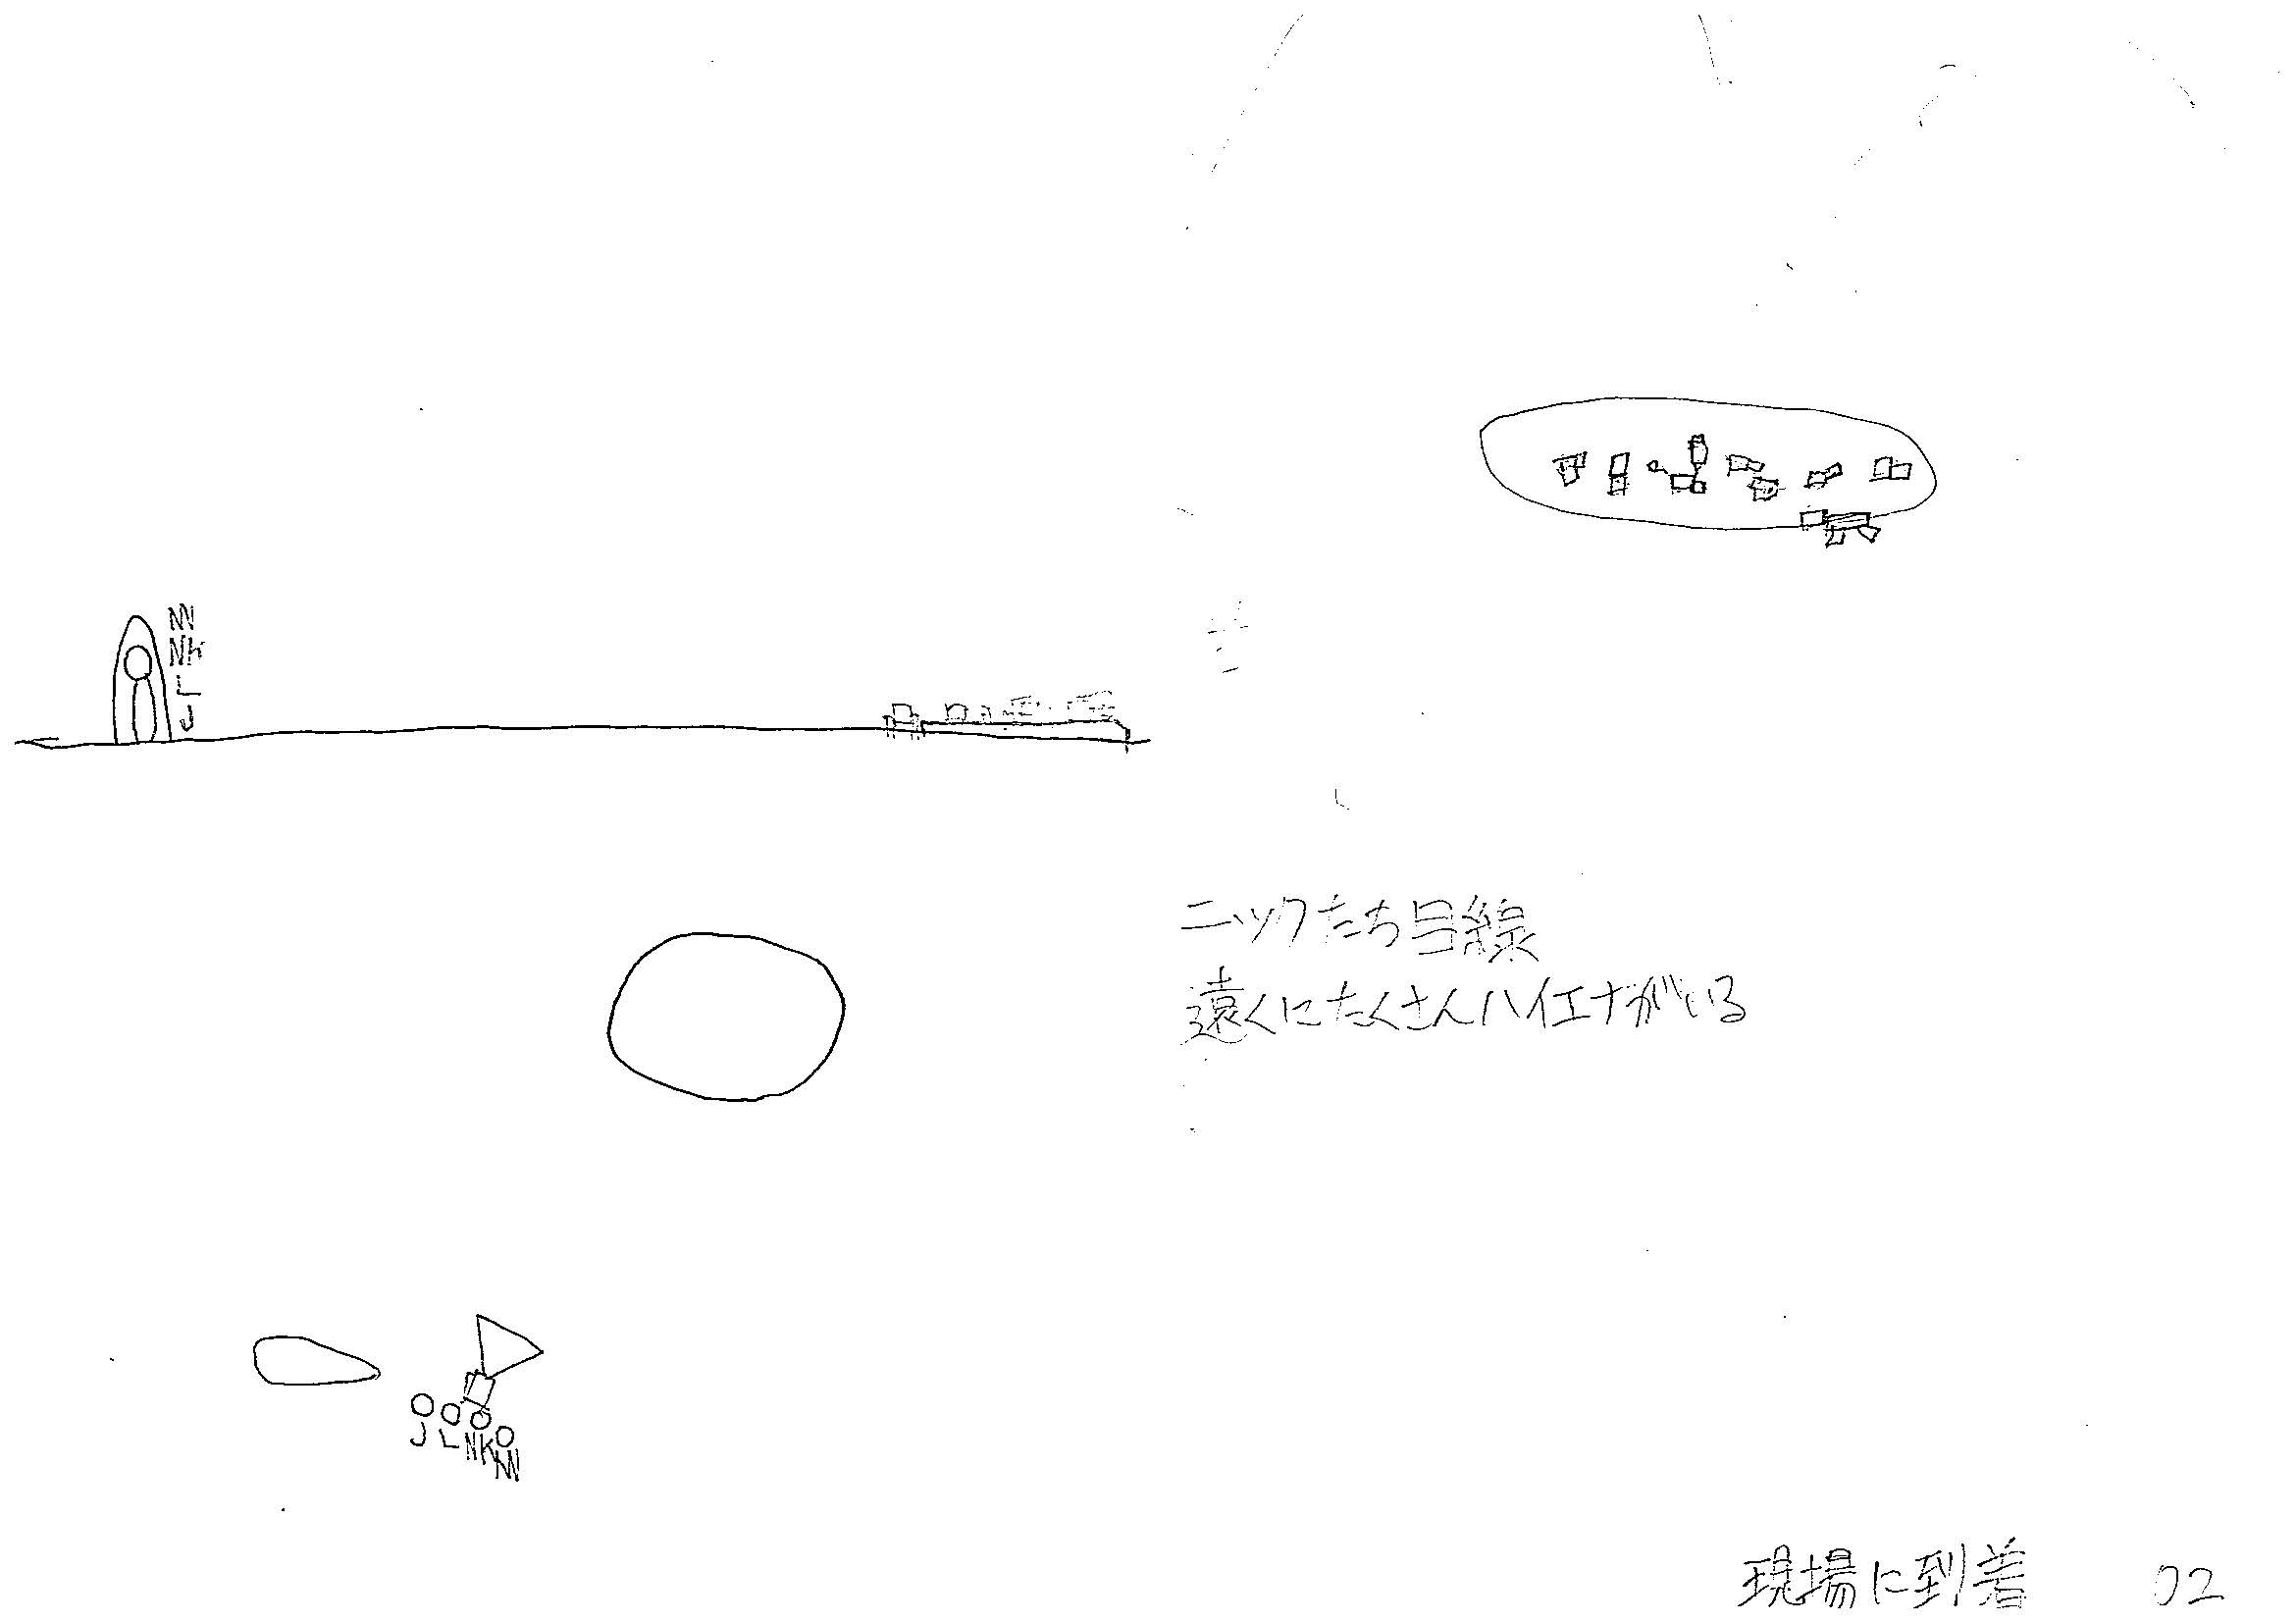 NN
NK
L
J
ニックたち目線
遠くにたくさんハイエナがいる
J L NK NN
現場に到着 02